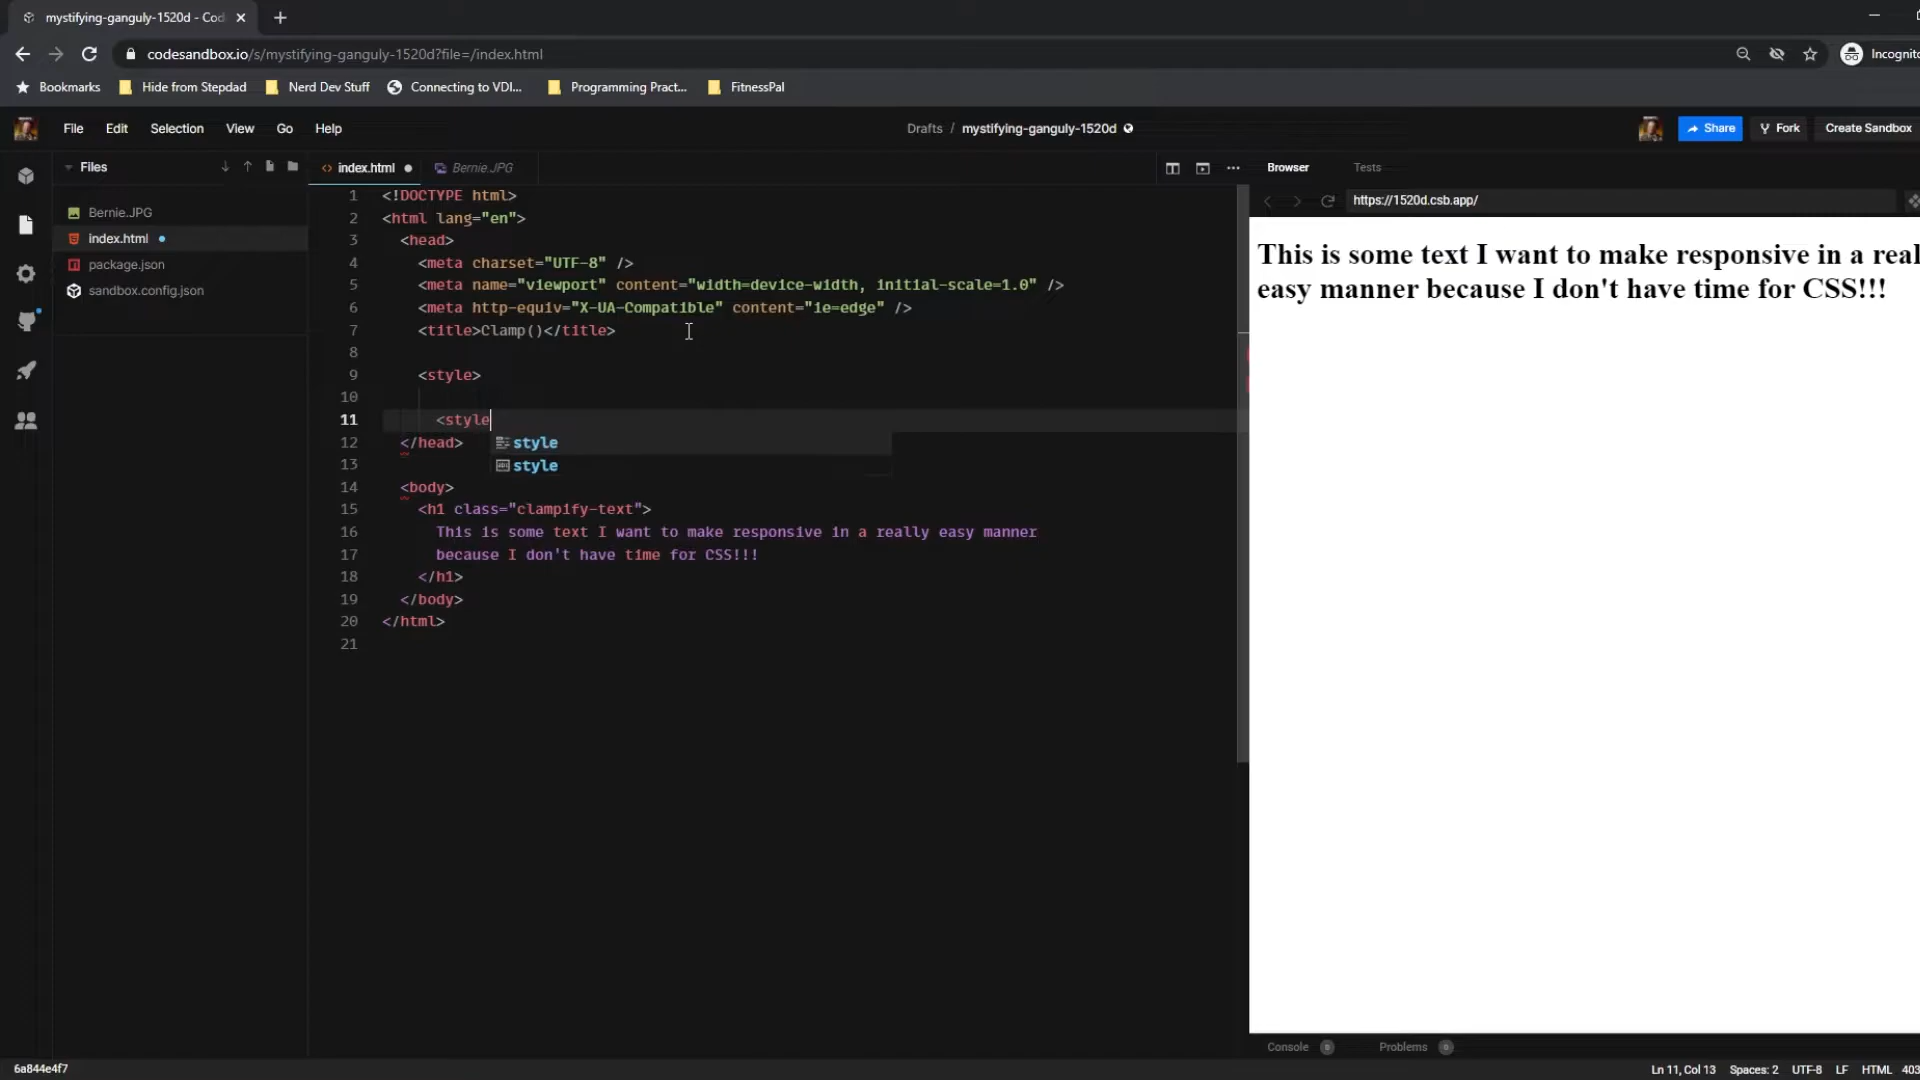 mystifying-ganguly-1520d - Cod
codesandbox.io/s/mystifying-ganguly-1520d?file=/index.html
Incognito
Bookmarks Hide from Stepdad Nerd Dev Stuff Connecting to VDI... Programming Pract... FitnessPal
File Edit Selection View Go Help
Drafts / mystifying-ganguly-1520d
Share Fork Create Sandbox
Files
Bernie.JPG
index.html
package.json
sandbox.config.json
index.html Bernie.JPG
1 <!DOCTYPE html>
2 <html lang="en">
3 <head>
4 <meta charset="UTF-8" />
5 <meta name="viewport" content="width=device-width, initial-scale=1.0" />
6 <meta http-equiv="X-UA-Compatible" content="ie=edge" />
7 <title>Clamp()</title>
8
9 <style>
10
11 <style
12 </head>
style
13
style
14 <body>
15 <h1 class="clampify-text">
16 This is some text I want to make responsive in a really easy manner
17 because I don't have time for CSS!!!
18 </h1>
19 </body>
20 </html>
21
Browser Tests
https://1520d.csb.app/
This is some text I want to make responsive in a real
easy manner because I don't have time for CSS!!!
Console 0 Problems 0
6a844e4f7
Ln 11, Col 13 Spaces: 2 UTF-8 LF HTML 403